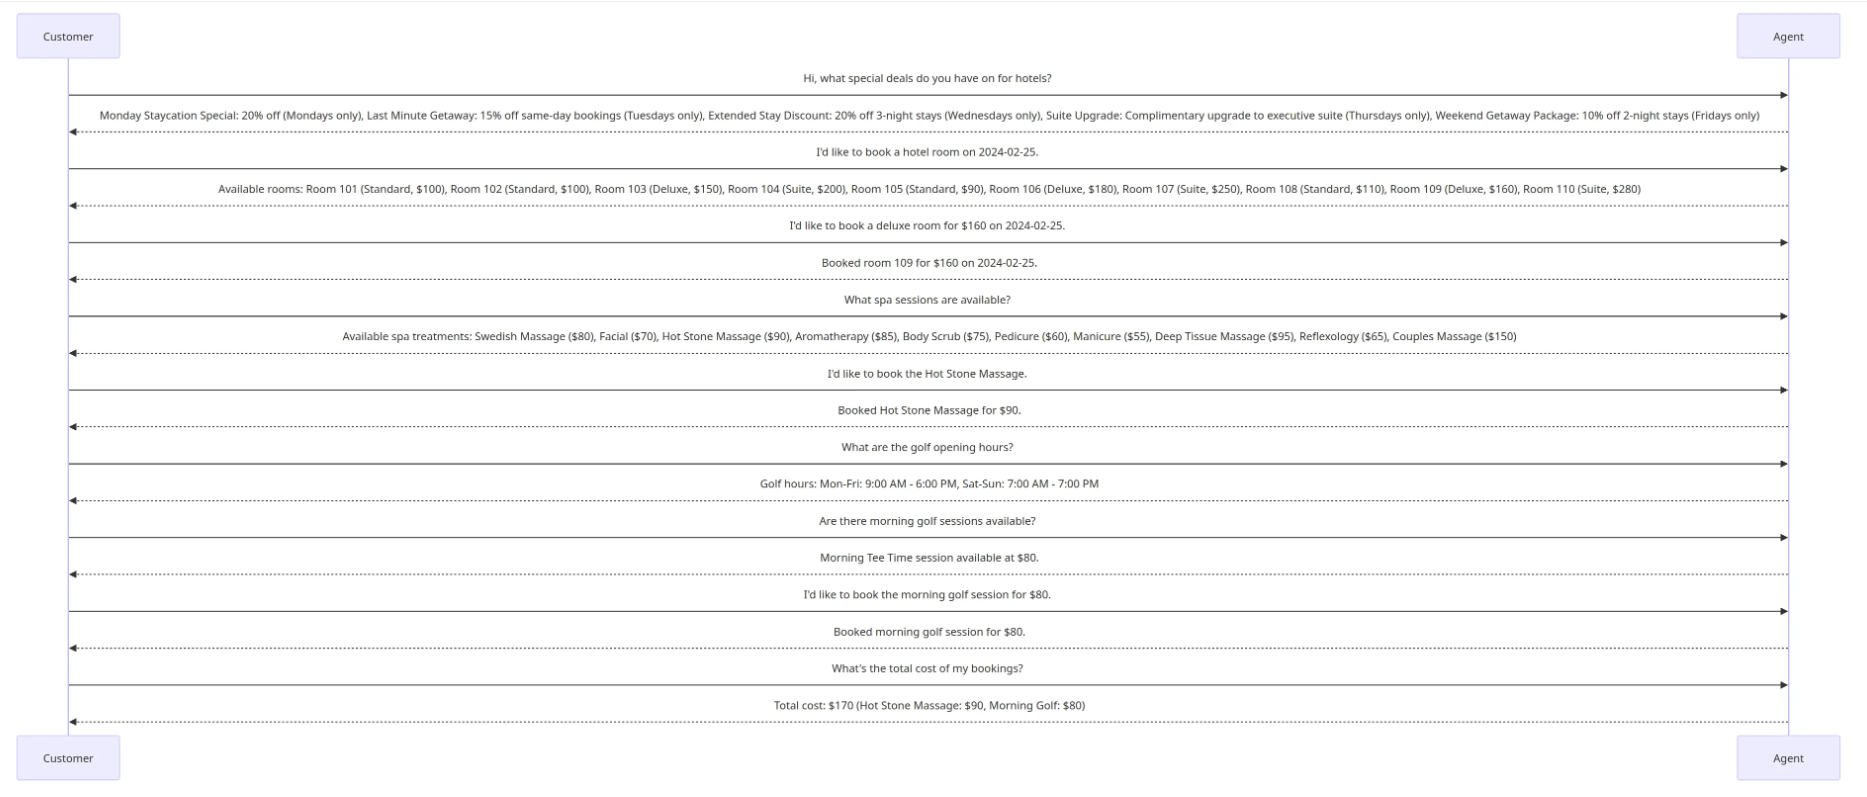 Customer
Agent
Hi, what special deals do you have on for hotels?
Monday Staycation Special: 20% off (Mondays only), Last Minute Getaway: 15% off same-day bookings (Tuesdays only), Extended Stay Discount: 20% off 3-night stays (Wednesdays only), Suite Upgrade: Complimentary upgrade to executive suite (Thursdays only), Weekend Getaway Package: 10% off 2-night stays (Fridays only)
I'd like to book a hotel room on 2024-02-25.
Available rooms: Room 101 (Standard, $100), Room 102 (Standard, $100), Room 103 (Deluxe, $150), Room 104 (Suite, $200), Room 105 (Standard, $90), Room 106 (Deluxe, $180), Room 107 (Suite, $250), Room 108 (Standard, $110), Room 109 (Deluxe, $160), Room 110 (Suite, $280)
I'd like to book a deluxe room for $160 on 2024-02-25.
Booked room 109 for $160 on 2024-02-25.
What spa sessions are available?
Available spa treatments: Swedish Massage ($80), Facial ($70), Hot Stone Massage ($90), Aromatherapy ($85), Body Scrub ($75), Pedicure ($60), Manicure ($55), Deep Tissue Massage ($95), Reflexology ($65), Couples Massage ($150)
I'd like to book the Hot Stone Massage.
Booked Hot Stone Massage for $90.
What are the golf opening hours?
Golf hours: Mon-Fri: 9:00 AM - 6:00 PM, Sat-Sun: 7:00 AM - 7:00 PM
Are there morning golf sessions available?
Morning Tee Time session available at $80.
I'd like to book the morning golf session for $80.
Booked morning golf session for $80.
What's the total cost of my bookings?
Total cost: $170 (Hot Stone Massage: $90, Morning Golf: $80)
Customer
Agent